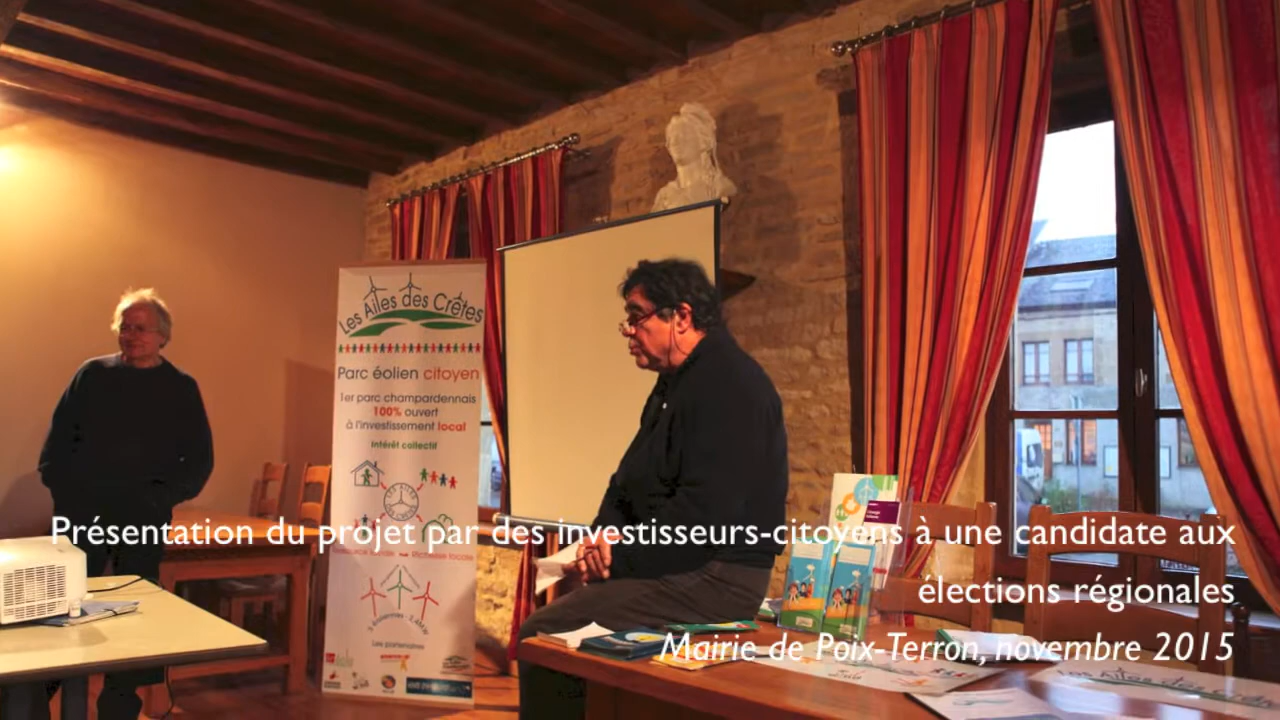 Les Ailes des Crêtes
Parc éolien citoyen
1er parc champardennais
100% ouvert
à l'investissement local
Intérêt collectif
Présentation du projet par des investisseurs-citoyens à une candidate aux
élections régionales
Les partenaires
Mairie de Poix-Terron, novembre 2015